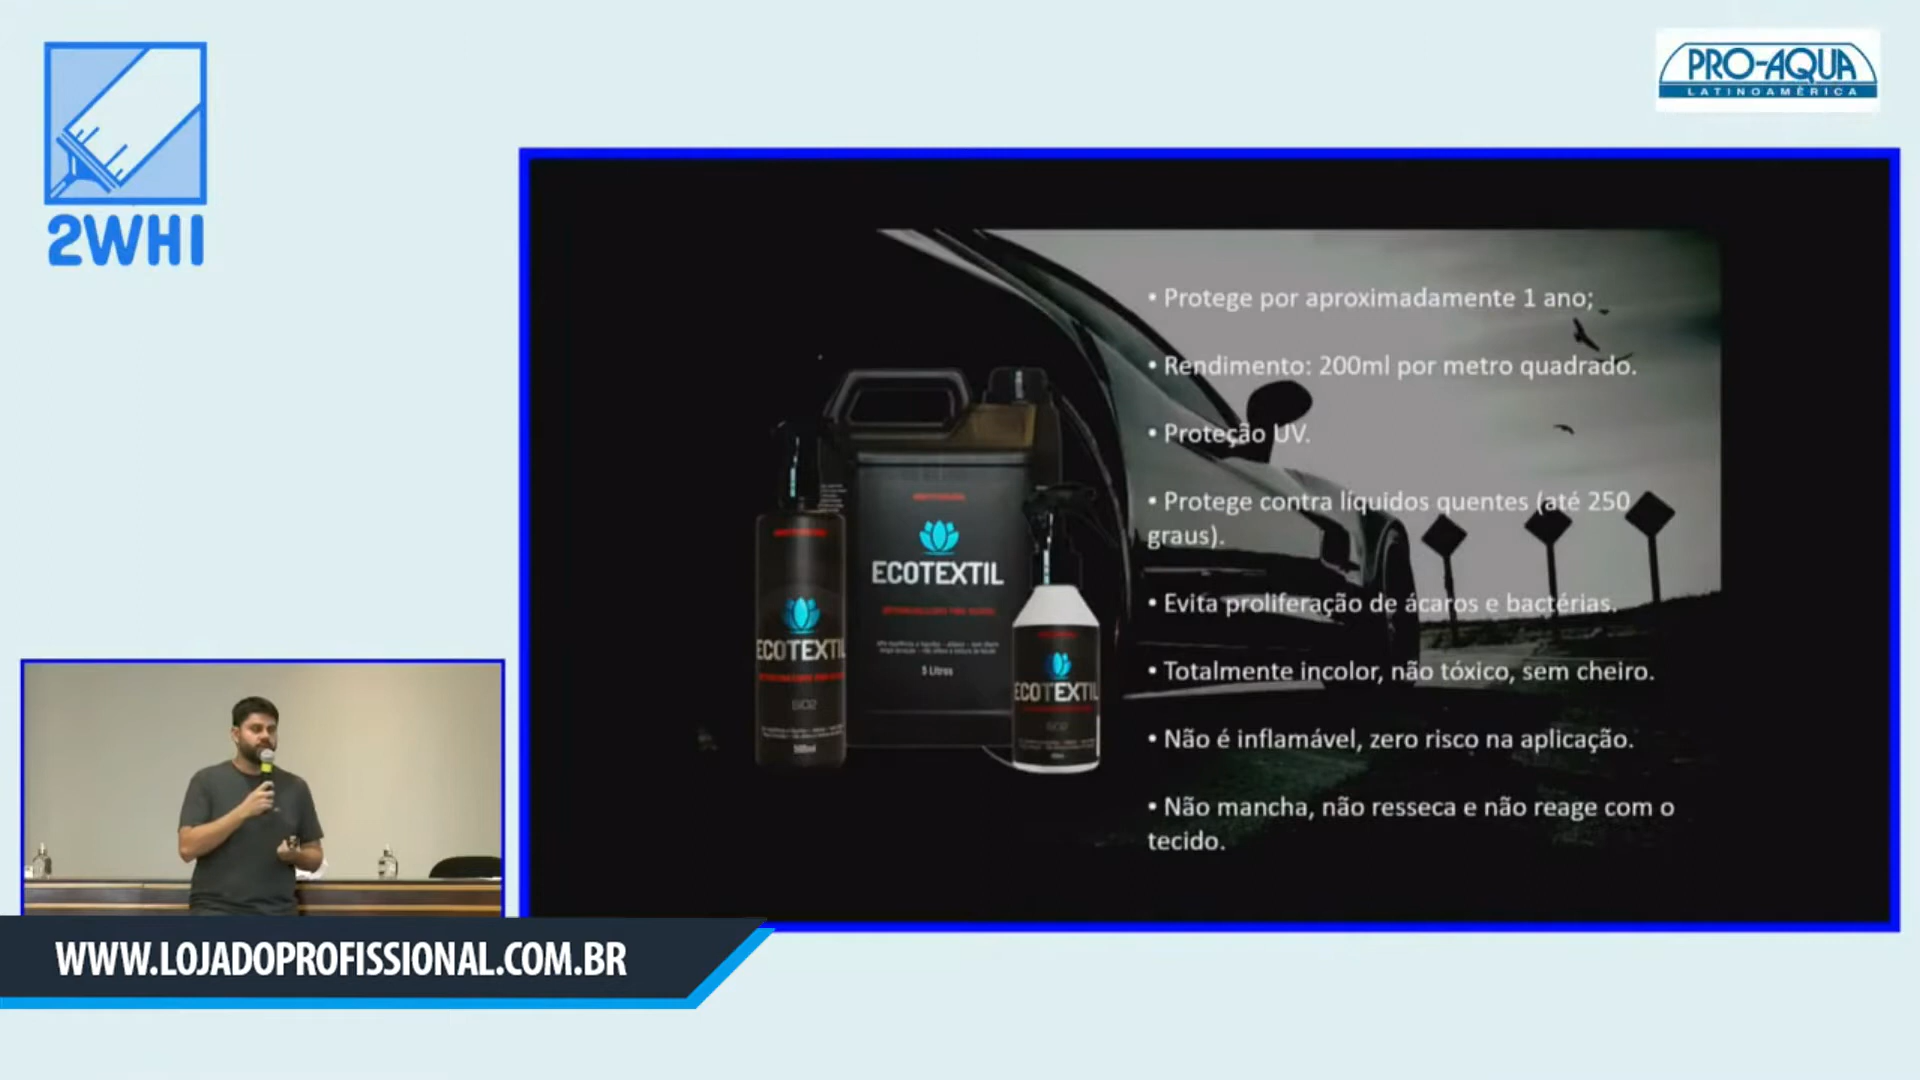 2WHI
PRO-AQUA
LATINOAMÈRICA
• Protege por aproximadamente 1 ano;
• Rendimento: 200ml por metro quadrado.
• Proteção UV.
• Protege contra líquidos quentes (até 250
graus).
• Evita proliferação de ácaros e bactérias.
• Totalmente incolor, não tóxico, sem cheiro.
• Não é inflamável, zero risco na aplicação.
• Não mancha, não resseca e não reage com o
tecido.
ECOTEXTIL
5 Litros
ECOTEXTIL
500ml
ECOTEXTIL
WWW.LOJADOPROFISSIONAL.COM.BR